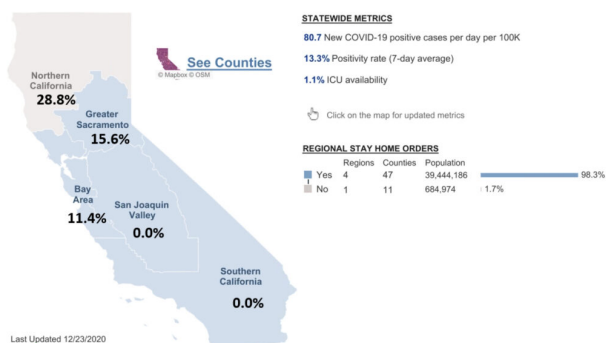 Northern
California
28.8%
Greater
Sacramento
15.6%
Bay
Area
11.4%
San Joaquin
Valley
0.0%
Southern
California
0.0%
See Counties
© Mapbox © OSM
Last Updated 12/23/2020
STATEWIDE METRICS
80.7 New COVID-19 positive cases per day per 100K
13.3% Positivity rate (7-day average)
1.1% ICU availability
Click on the map for updated metrics
REGIONAL STAY HOME ORDERS
Regions Counties Population
Yes 4 47 39,444,186 98.3%
No 1 11 684,974 1.7%